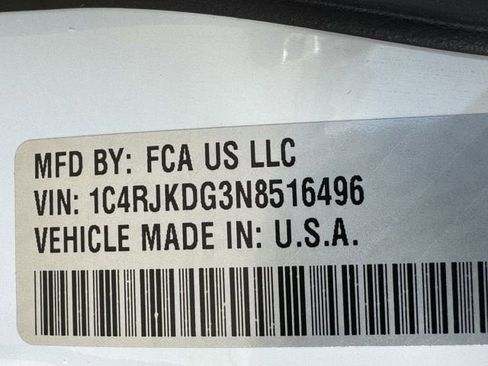 MFD BY: FCA US LLC
VIN: 1C4RJKDG3N8516496
VEHICLE MADE IN: U.S.A.